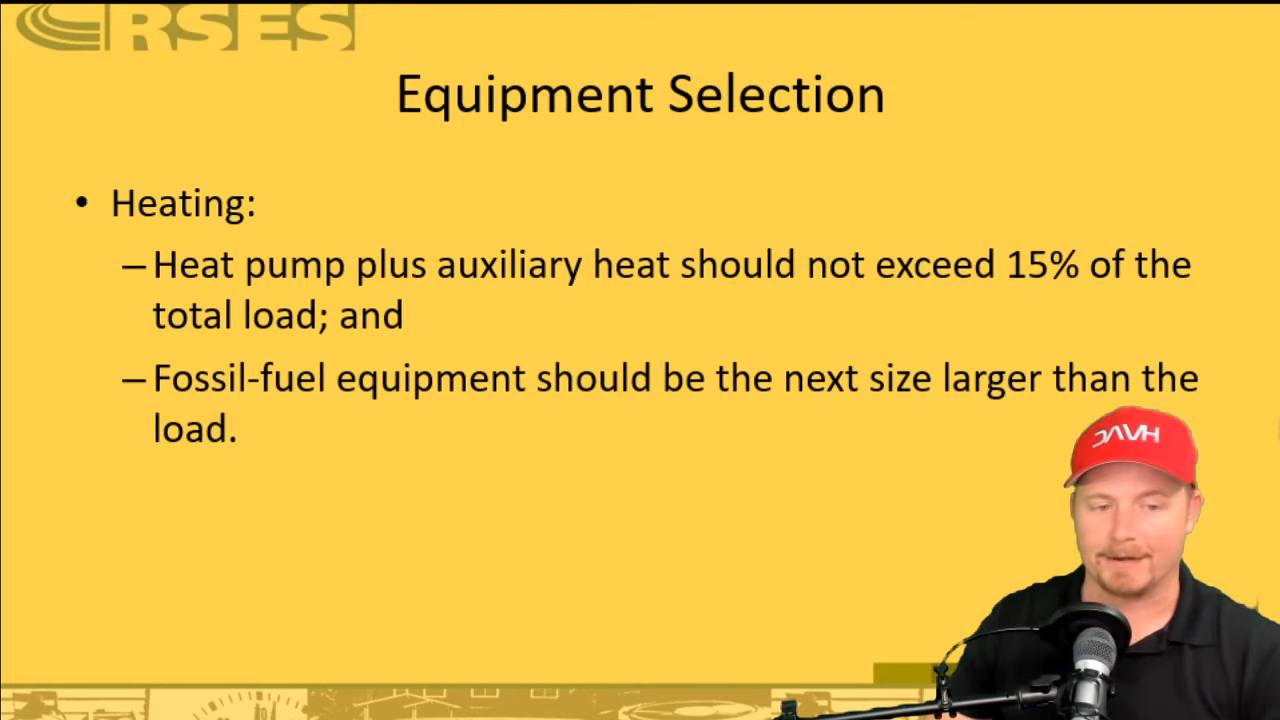 RSES
Equipment Selection
• Heating:
– Heat pump plus auxiliary heat should not exceed 15% of the
total load; and
– Fossil-fuel equipment should be the next size larger than the
load.